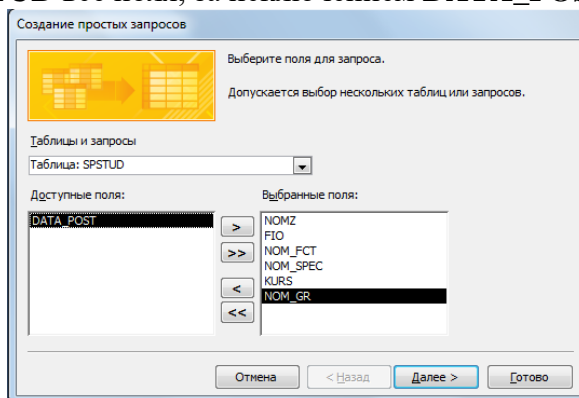 Создание простых запросов
Выберите поля для запроса.
Допускается выбор нескольких таблиц или запросов.
Таблицы и запросы
Таблица: SPSTUD
Доступные поля:
Выбранные поля:
DATA_POST
>
>>
<
<<
NOMZ
FIO
NOM_FCT
NOM_SPEC
KURS
NOM_GR
Отмена
< Назад
Далее >
Готово